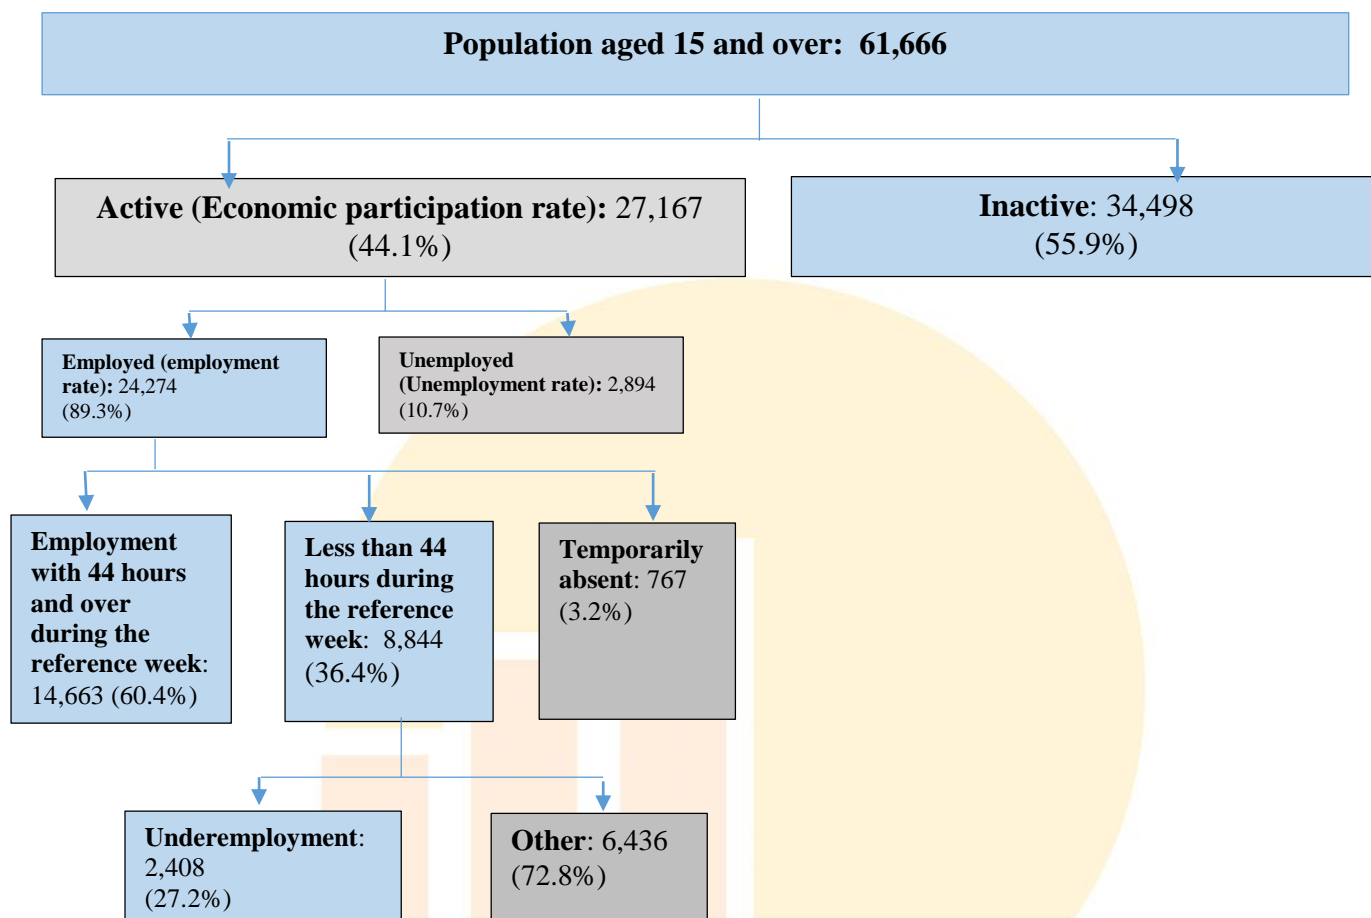 Population aged 15 and over: 61,666
Active (Economic participation rate): 27,167
(44.1%)
Inactive: 34,498
(55.9%)
Employed (employment
rate): 24,274
(89.3%)
Unemployed
(Unemployment rate): 2,894
(10.7%)
Employment
with 44 hours
and over
during the
reference week:
14,663 (60.4%)
Less than 44
hours during
the reference
week: 8,844
(36.4%)
Temporarily
absent: 767
(3.2%)
Underemployment:
2,408
(27.2%)
Other: 6,436
(72.8%)